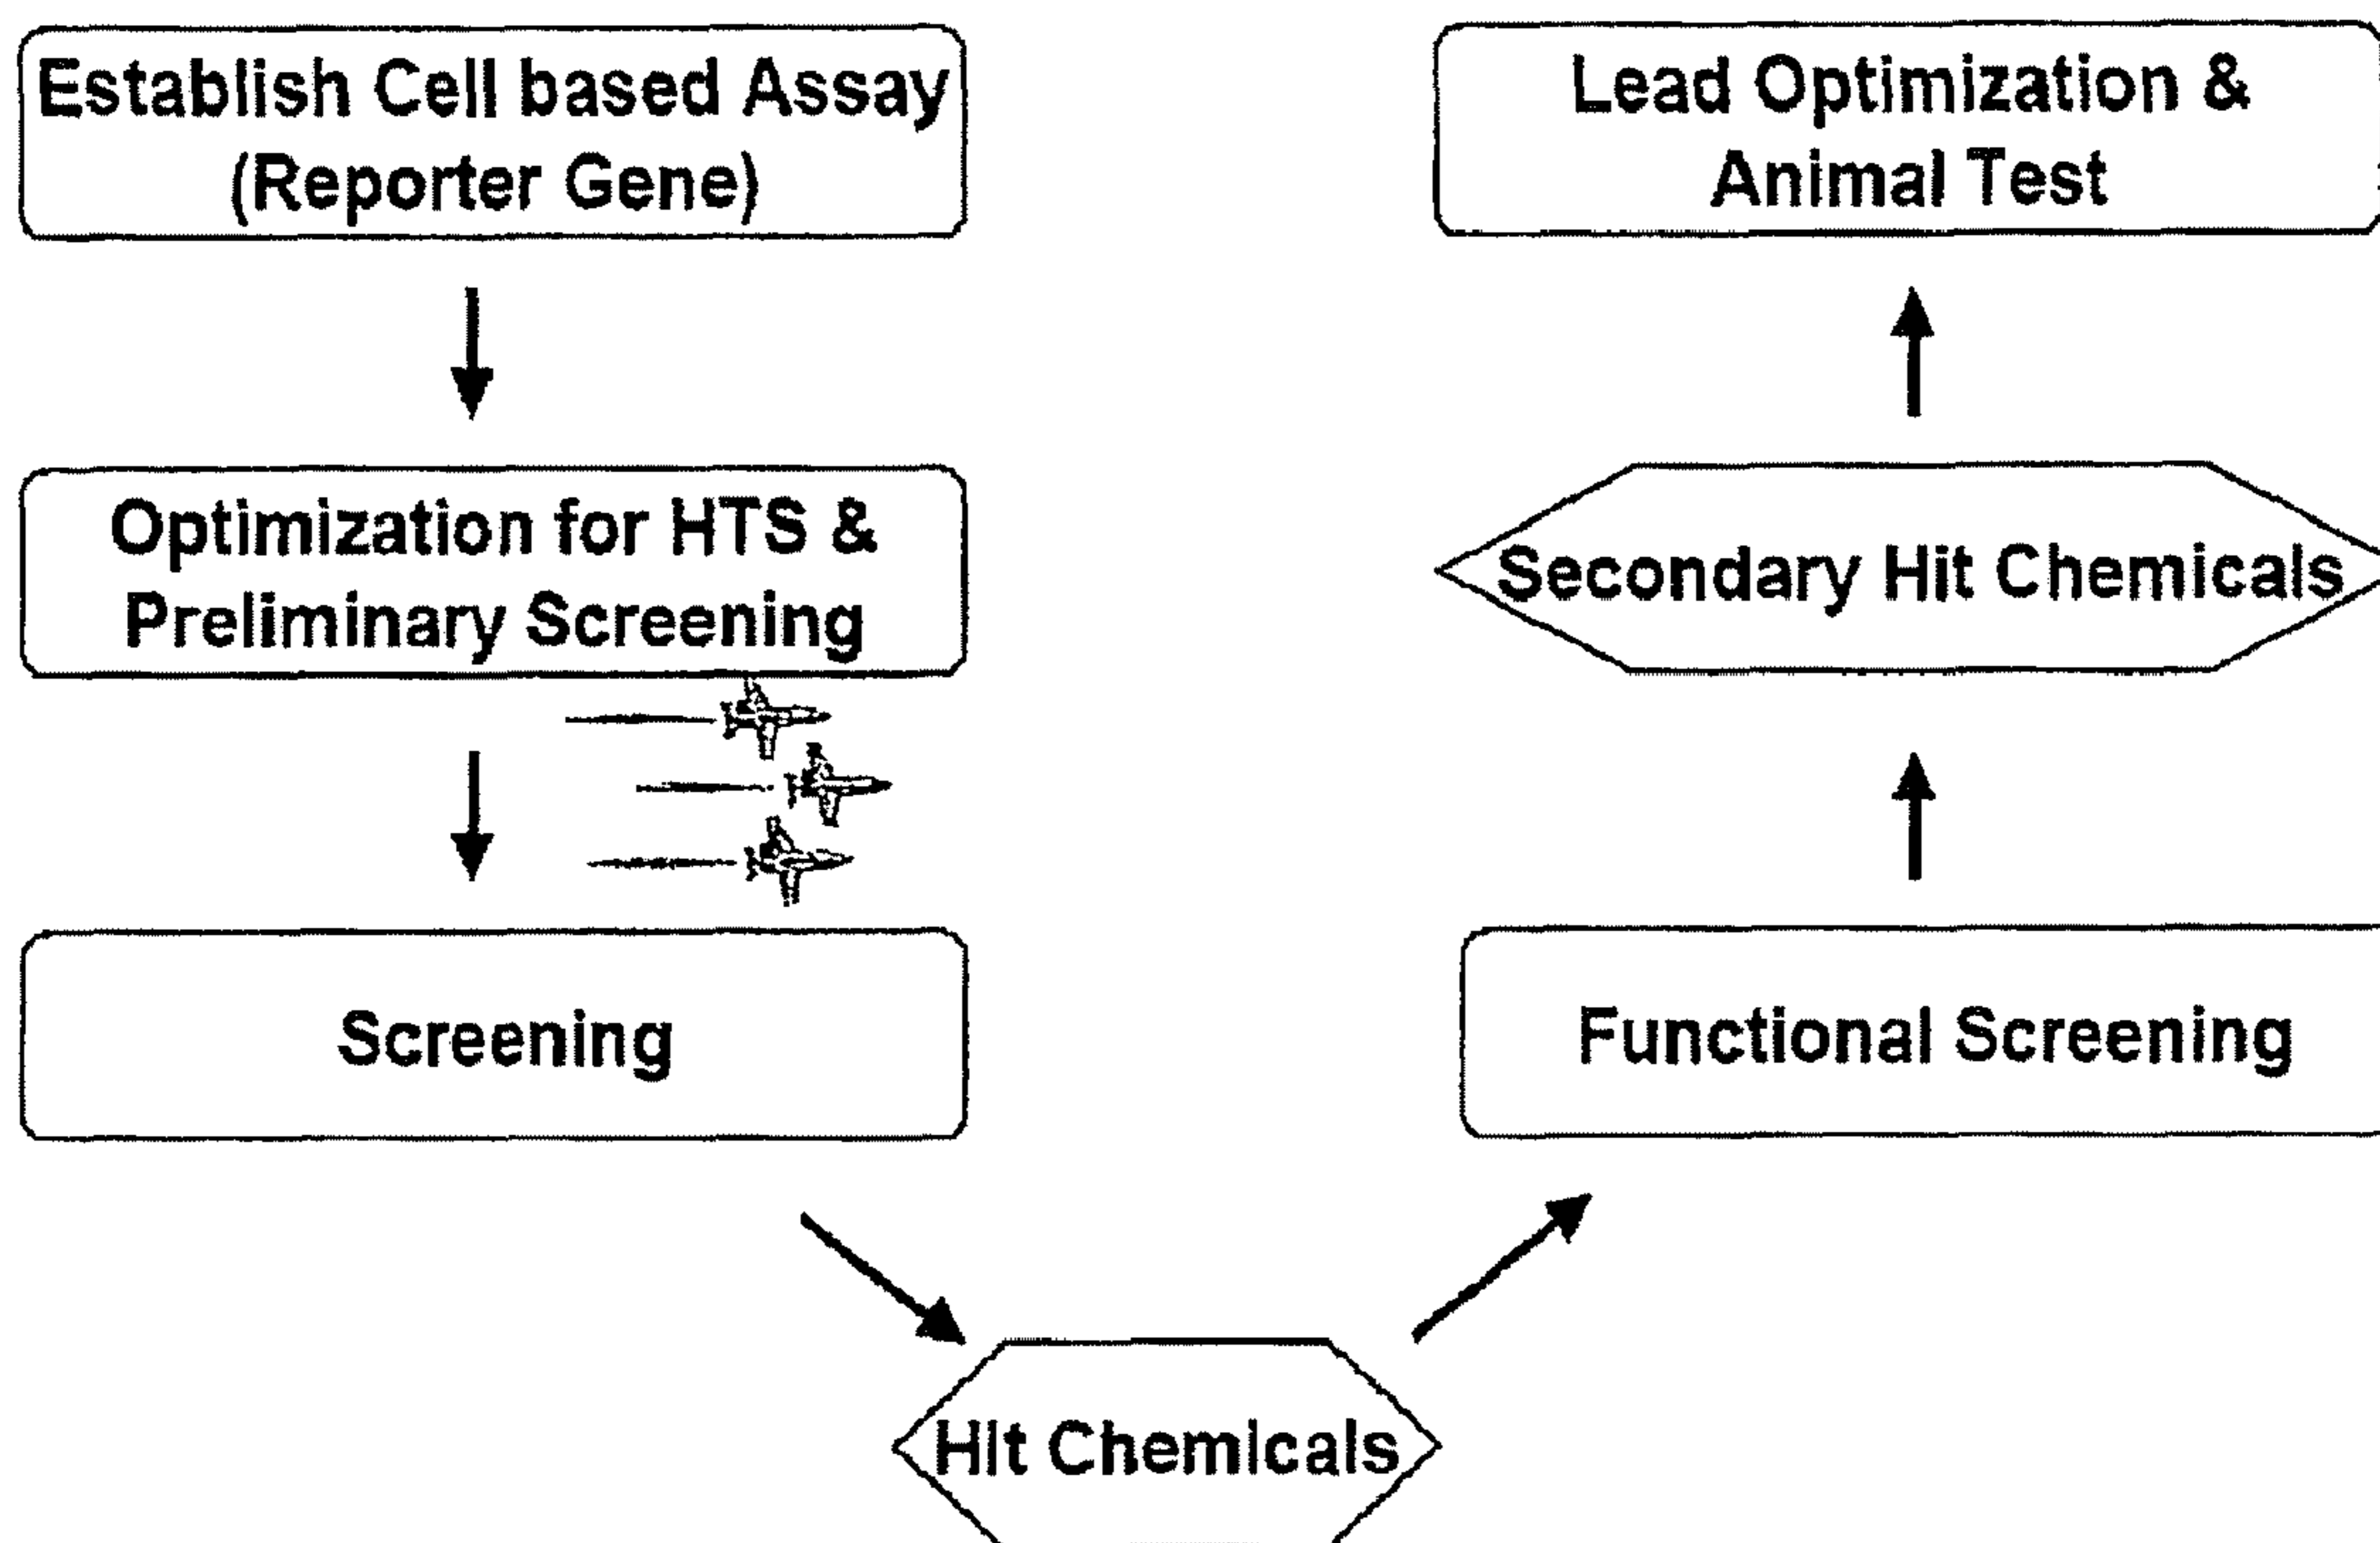 Establish Cell based Assay
(Reporter Gene)
Optimization for HTS &
Preliminary Screening
Screening
Hit Chemicals
Functional Screening
Secondary Hit Chemicals
Lead Optimization &
Animal Test